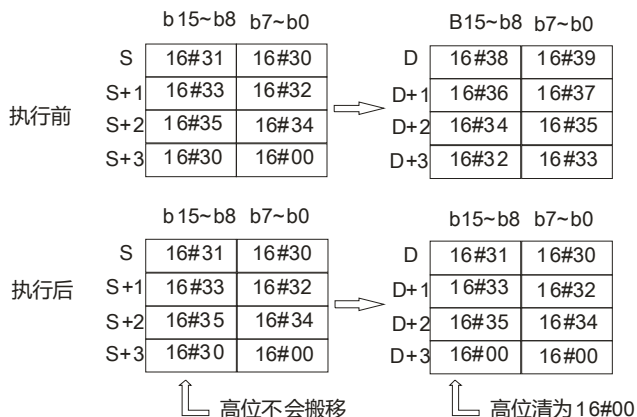 b15~b8 b7~b0 B15~b8 b7~b0
S 16#31 16#30 D 16#38 16#39
S+1 16#33 16#32 D+1 16#36 16#37
执行前
S+2 16#35 16#34 D+2 16#34 16#35
S+3 16#30 16#00 D+3 16#32 16#33
b15~b8 b7~b0 b15~b8 b7~b0
S 16#31 16#30 D 16#31 16#30
执行后 S+1 16#33 16#32 D+1 16#33 16#32
S+2 16#35 16#34 D+2 16#35 16#34
S+3 16#30 16#00 D+3 16#00 16#00
高位不会搬移 高位清为16#00